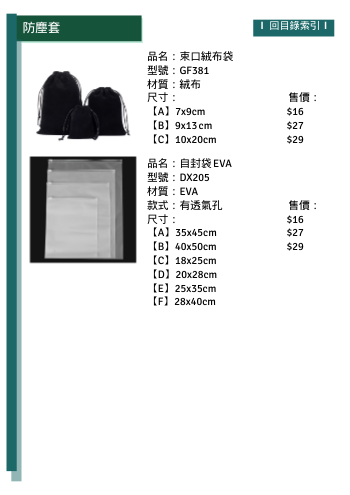 防塵套
| 回目錄索引 |
品名：束口絨布袋
型號：GF381
材質：絨布
尺寸： 售價：
【A】7x9cm $16
【B】9x13cm $27
【C】10x20cm $29
品名：自封袋EVA
型號：DX205
材質：EVA
款式：有透氣孔 售價：
尺寸： $16
【A】35x45cm $27
【B】40x50cm $29
【C】18x25cm
【D】20x28cm
【E】25x35cm
【F】28x40cm